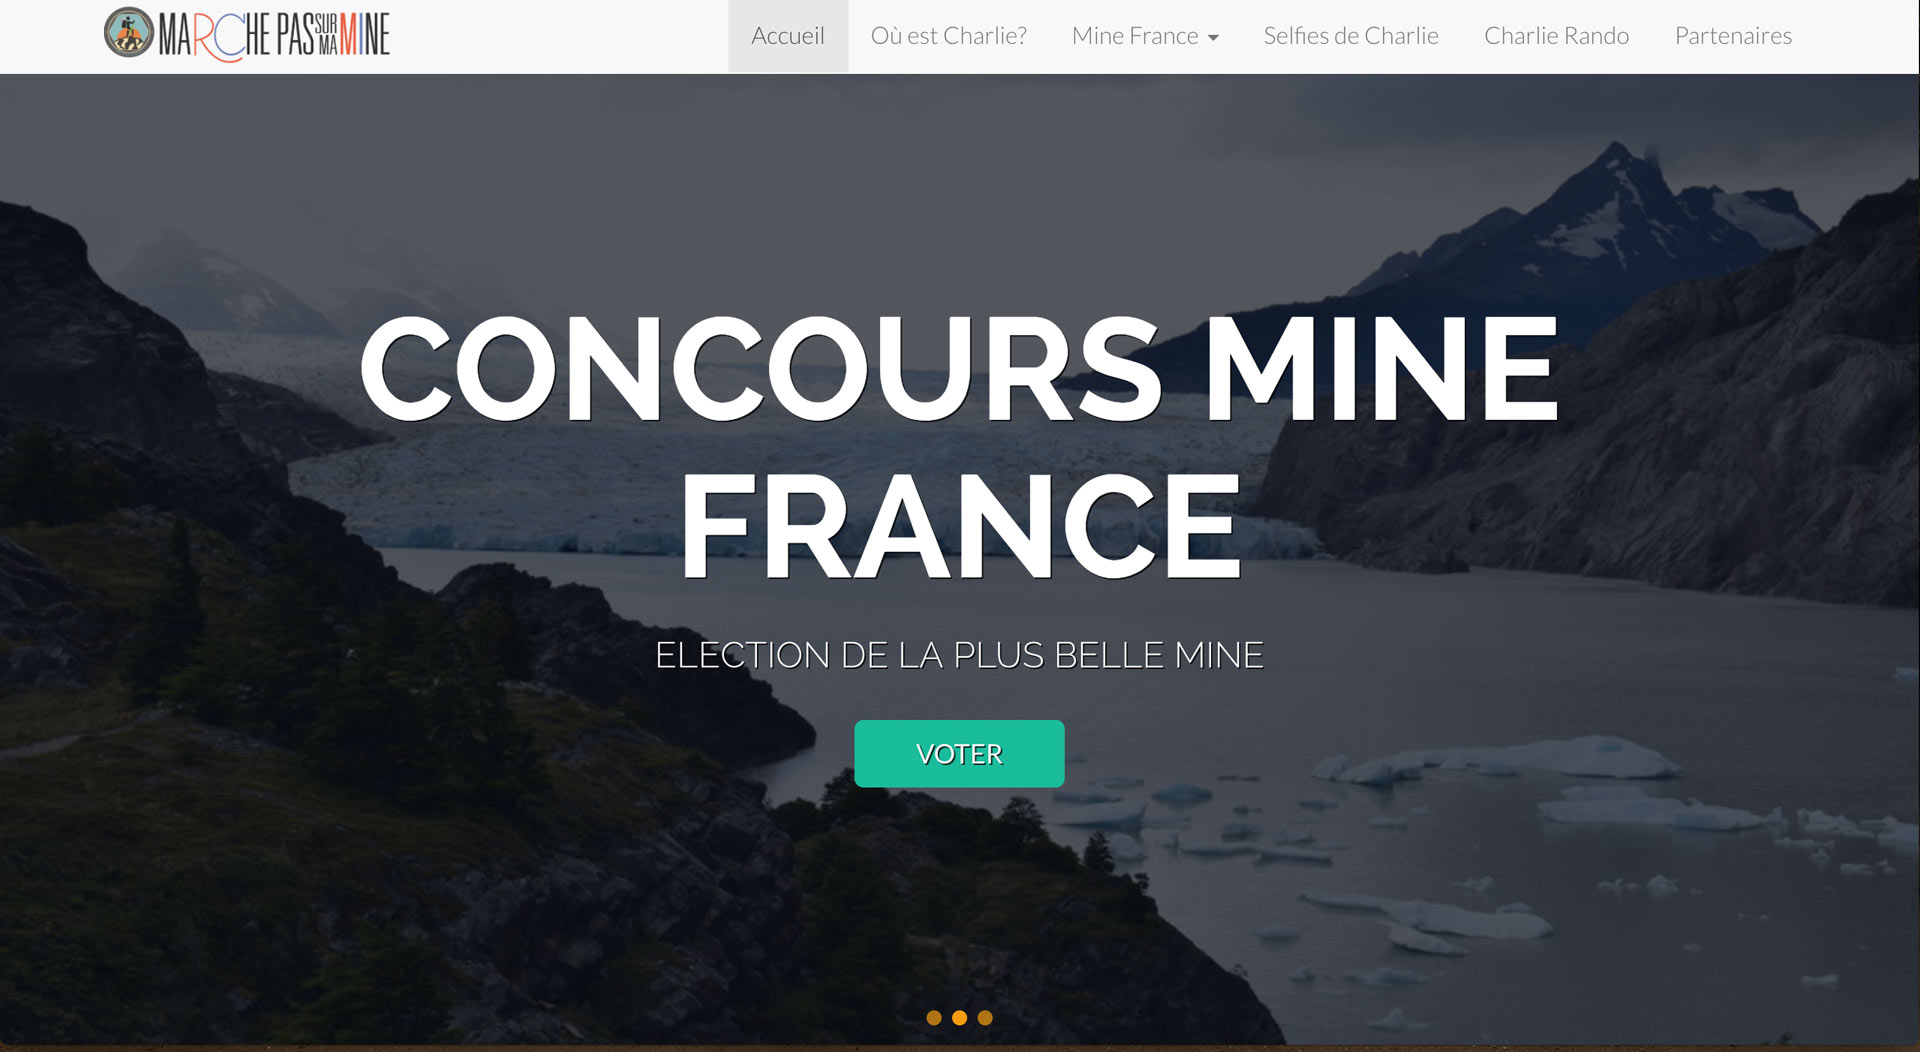 MARCHE PAS SUR MA MINE
Accueil
Où est Charlie?
Mine France
Selfies de Charlie
Charlie Rando
Partenaires
CONCOURS MINE
FRANCE
ELECTION DE LA PLUS BELLE MINE
VOTER